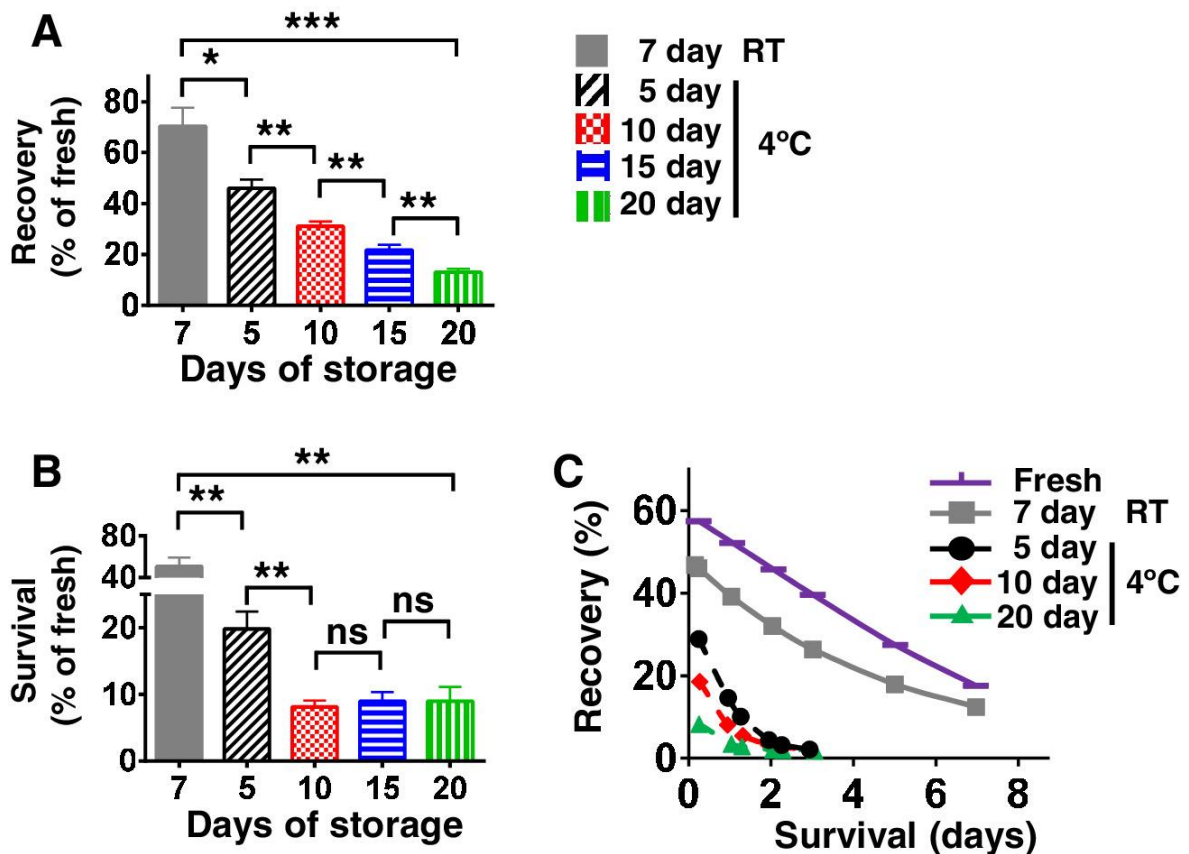 A
***
*
**
**
**
80
60
40
20
0
Recovery
(% of fresh)
7 5 10 15 20
Days of storage
7 day RT
5 day
10 day
15 day
20 day
4°C
B
**
**
**
ns
ns
80
40
20
10
0
Survival
(% of fresh)
7 5 10 15 20
Days of storage
C
Fresh
7 day RT
5 day
10 day
20 day
4°C
60
40
20
0
Recovery (%)
0 2 4 6 8
Survival (days)